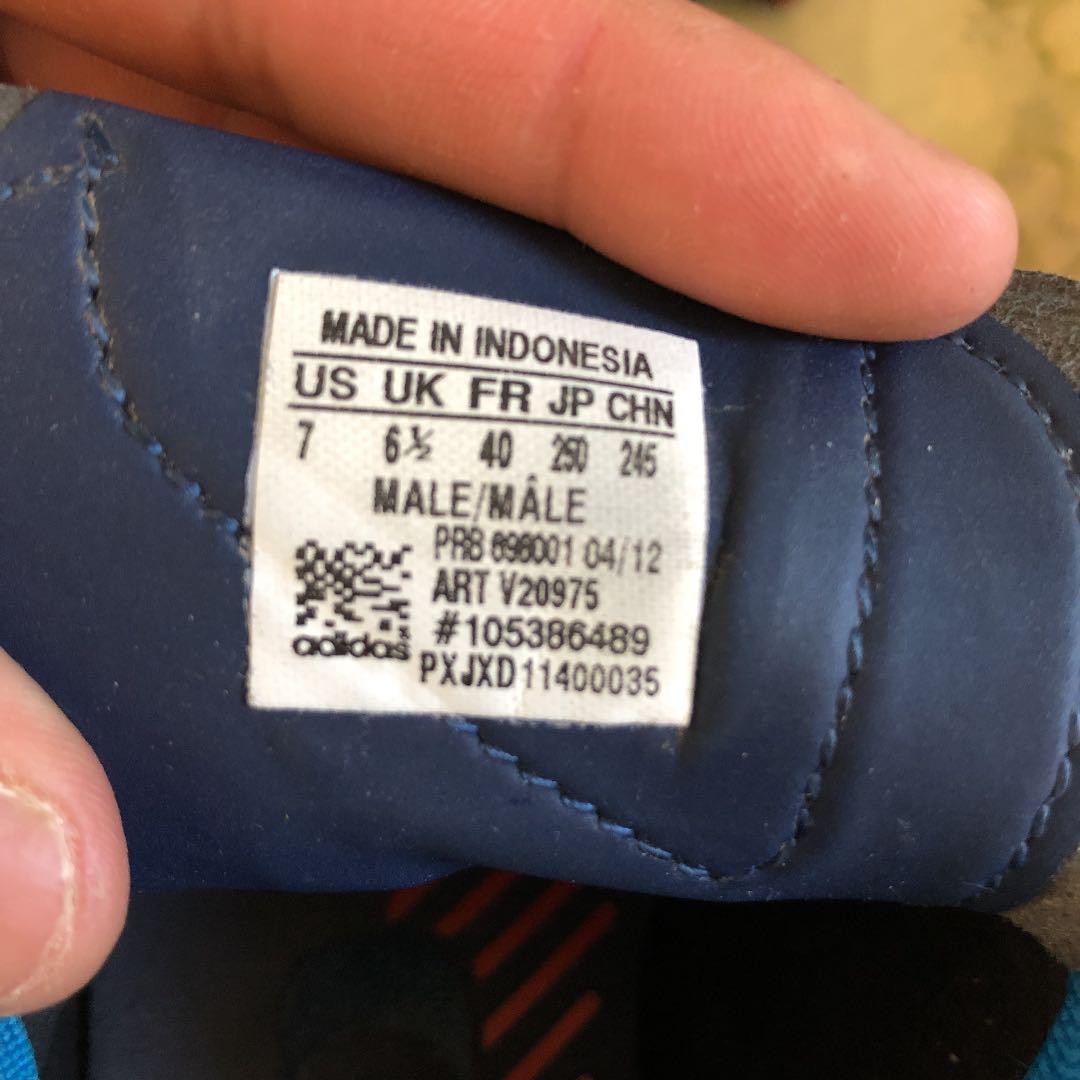 MADE IN INDONESIA
US UK FR JP CHN
7 6½ 40 250 245
MALE/MÂLE
PRB 698001 04/12
ART V20975
#105386489
adidas PXJXD11400035